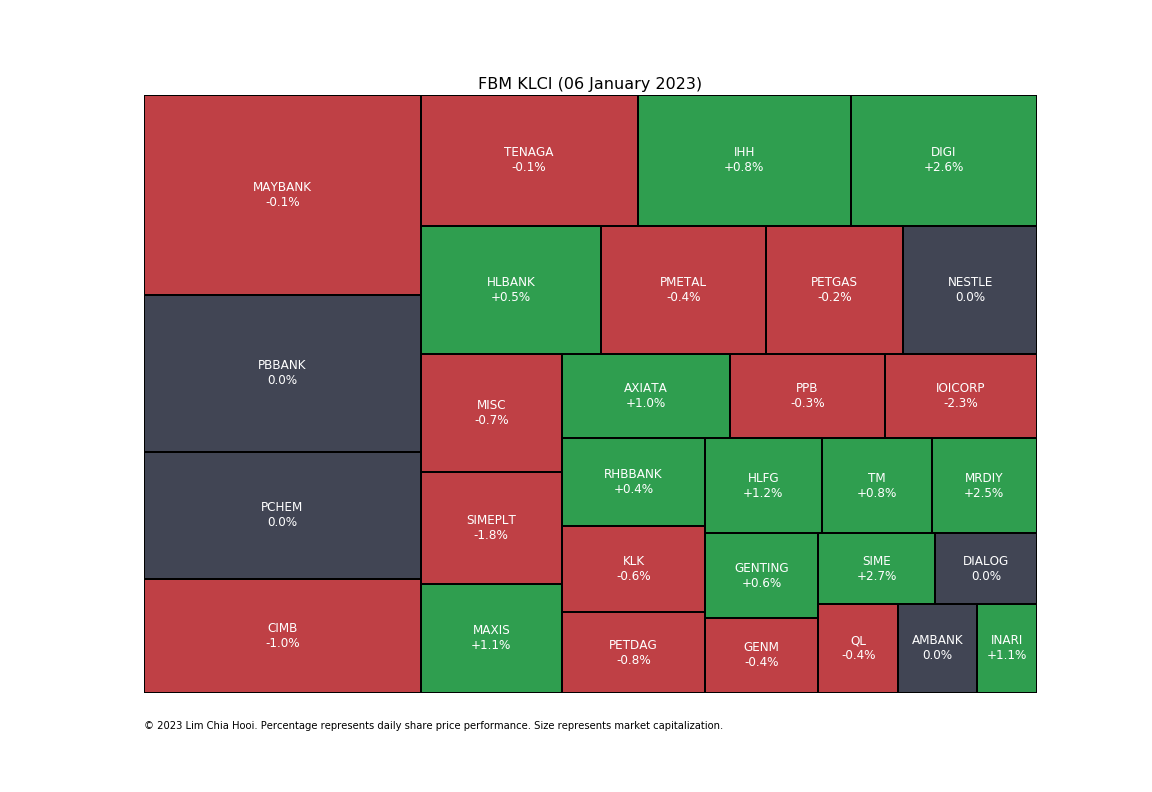 FBM KLCI (06 January 2023)
MAYBANK
-0.1%
PBBANK
0.0%
PCHEM
0.0%
CIMB
-1.0%
TENAGA
-0.1%
IHH
+0.8%
DIGI
+2.6%
HLBANK
+0.5%
PMETAL
-0.4%
PETGAS
-0.2%
NESTLE
0.0%
MISC
-0.7%
SIMEPLT
-1.8%
MAXIS
+1.1%
AXIATA
+1.0%
PPB
-0.3%
IOICORP
-2.3%
RHBBANK
+0.4%
KLK
-0.6%
PETDAG
-0.8%
HLFG
+1.2%
TM
+0.8%
MRDIY
+2.5%
GENTING
+0.6%
GENM
-0.4%
SIME
+2.7%
DIALOG
0.0%
QL
-0.4%
AMBANK
0.0%
INARI
+1.1%
© 2023 Lim Chia Hooi. Percentage represents daily share price performance. Size represents market capitalization.